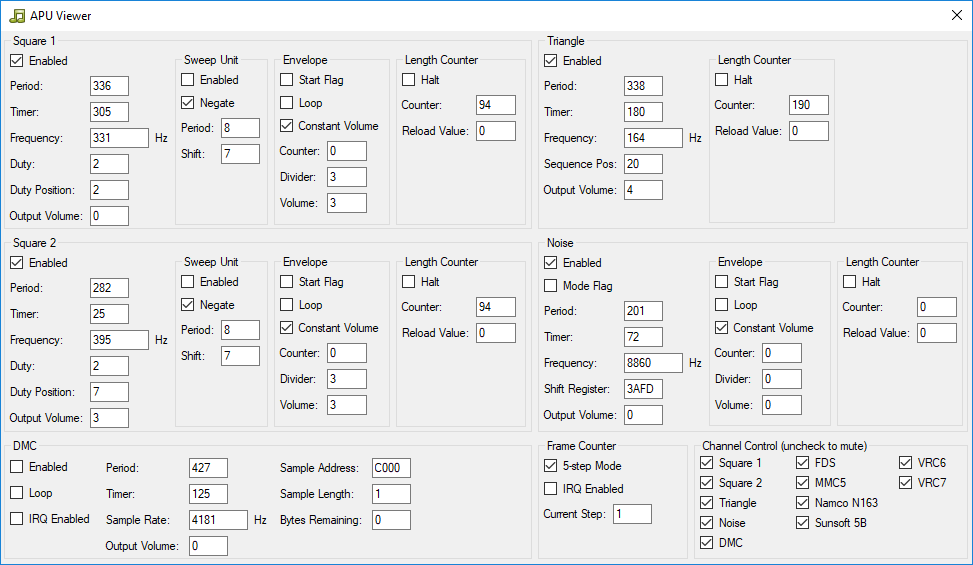 APU Viewer
Square 1
Enabled
Period: 336
Timer: 305
Frequency: 331 Hz
Duty: 2
Duty Position: 2
Output Volume: 0
Sweep Unit
Enabled
Negate
Period: 8
Shift: 7
Envelope
Start Flag
Loop
Constant Volume
Counter: 0
Divider: 3
Volume: 3
Length Counter
Halt
Counter: 94
Reload Value: 0
Triangle
Enabled
Period: 338
Timer: 180
Frequency: 164 Hz
Sequence Pos: 20
Output Volume: 4
Length Counter
Halt
Counter: 190
Reload Value: 0
Square 2
Enabled
Period: 282
Timer: 25
Frequency: 395 Hz
Duty: 2
Duty Position: 7
Output Volume: 3
Sweep Unit
Enabled
Negate
Period: 8
Shift: 7
Envelope
Start Flag
Loop
Constant Volume
Counter: 0
Divider: 3
Volume: 3
Length Counter
Halt
Counter: 94
Reload Value: 0
Noise
Enabled
Mode Flag
Period: 201
Timer: 72
Frequency: 8860 Hz
Shift Register: 3AFD
Output Volume: 0
Envelope
Start Flag
Loop
Constant Volume
Counter: 0
Divider: 0
Volume: 0
Length Counter
Halt
Counter: 0
Reload Value: 0
DMC
Enabled
Loop
IRQ Enabled
Period: 427
Timer: 125
Sample Rate: 4181 Hz
Output Volume: 0
Sample Address: C000
Sample Length: 1
Bytes Remaining: 0
Frame Counter
5-step Mode
IRQ Enabled
Current Step: 1
Channel Control (uncheck to mute)
Square 1
Square 2
Triangle
Noise
DMC
FDS
MMC5
Namco N163
Sunsoft 5B
VRC6
VRC7